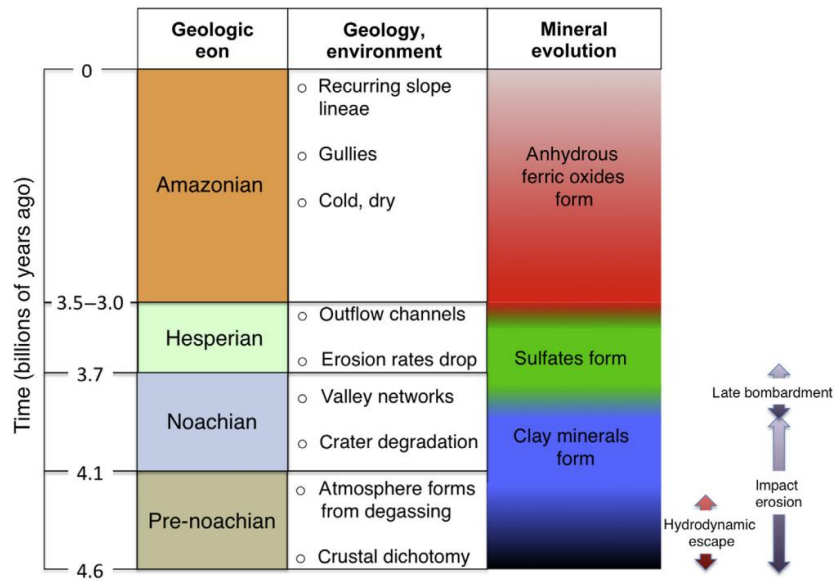 Geologic
eon
Geology,
environment
Mineral
evolution
Time (billions of years ago)
0
Amazonian
○ Recurring slope
lineae
○ Gullies
○ Cold, dry
Anhydrous
ferric oxides
form
3.5–3.0
Hesperian
○ Outflow channels
○ Erosion rates drop
Sulfates form
3.7
Noachian
○ Valley networks
○ Crater degradation
Clay minerals
form
Late bombardment
4.1
Pre-noachian
○ Atmosphere forms
from degassing
○ Crustal dichotomy
Impact
erosion
Hydrodynamic
escape
4.6